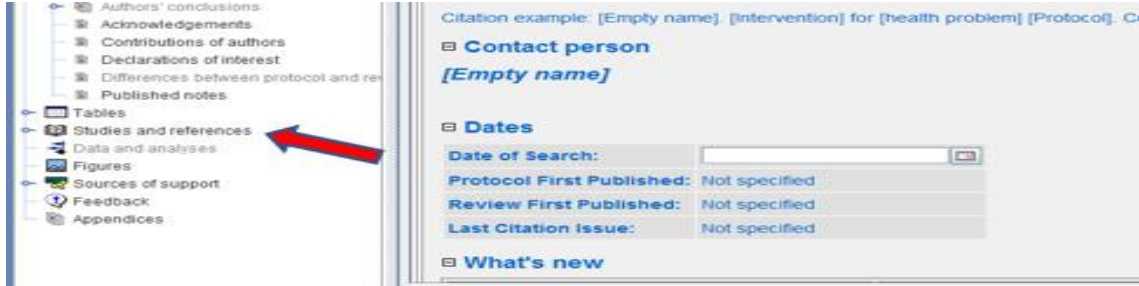 Authors' conclusions
Acknowledgements
Contributions of authors
Declarations of interest
Differences between protocol and re
Published notes
Tables
Studies and references
Data and analyses
Figures
Sources of support
Feedback
Appendices
Citation example: [Empty name]. [Intervention] for [health problem] [Protocol]. C
Contact person
[Empty name]
Dates
Date of Search:
Protocol First Published: Not specified
Review First Published: Not specified
Last Citation Issue: Not specified
What's new